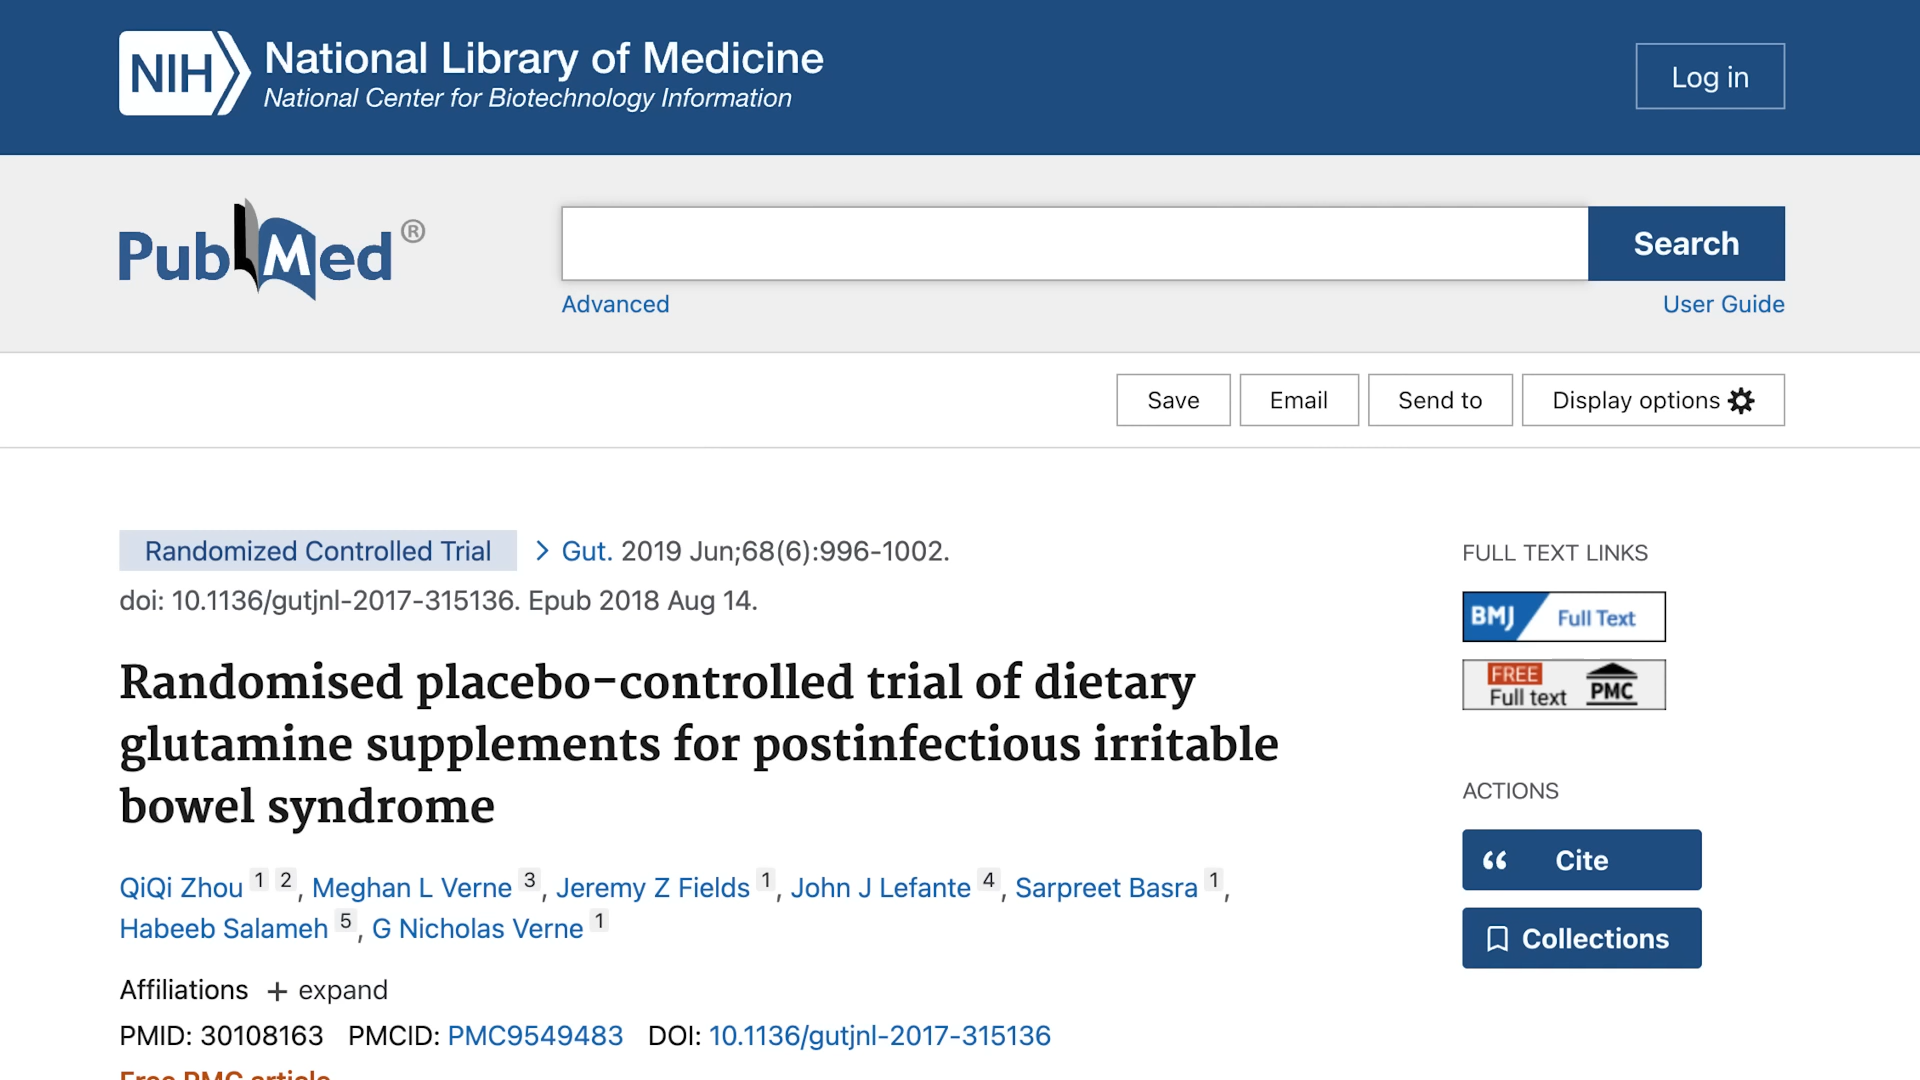 NIH National Library of Medicine
National Center for Biotechnology Information
Log in
PubMed®
Search
Advanced
User Guide
Save
Email
Send to
Display options
Randomized Controlled Trial > Gut. 2019 Jun;68(6):996-1002.
doi: 10.1136/gutjnl-2017-315136. Epub 2018 Aug 14.
Randomised placebo-controlled trial of dietary
glutamine supplements for postinfectious irritable
bowel syndrome
QiQi Zhou 1 2, Meghan L Verne 3, Jeremy Z Fields 1, John J Lefante 4, Sarpreet Basra 1,
Habeeb Salameh 5, G Nicholas Verne 1
Affiliations + expand
PMID: 30108163 PMCID: PMC9549483 DOI: 10.1136/gutjnl-2017-315136
Free PMC article
FULL TEXT LINKS
BMJ Full Text
FREE
Full text PMC
ACTIONS
Cite
Collections